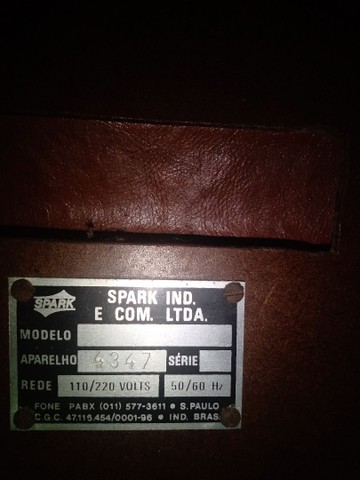 SPARK
SPARK IND.
E COM. LTDA.
MODELO
APARELHO 4347 SÉRIE
REDE 110/220 VOLTS 50/60 Hz
FONE PABX (011) 577-3611 • S. PAULO
C.G.C. 47.115.454/0001-96 • IND. BRAS.